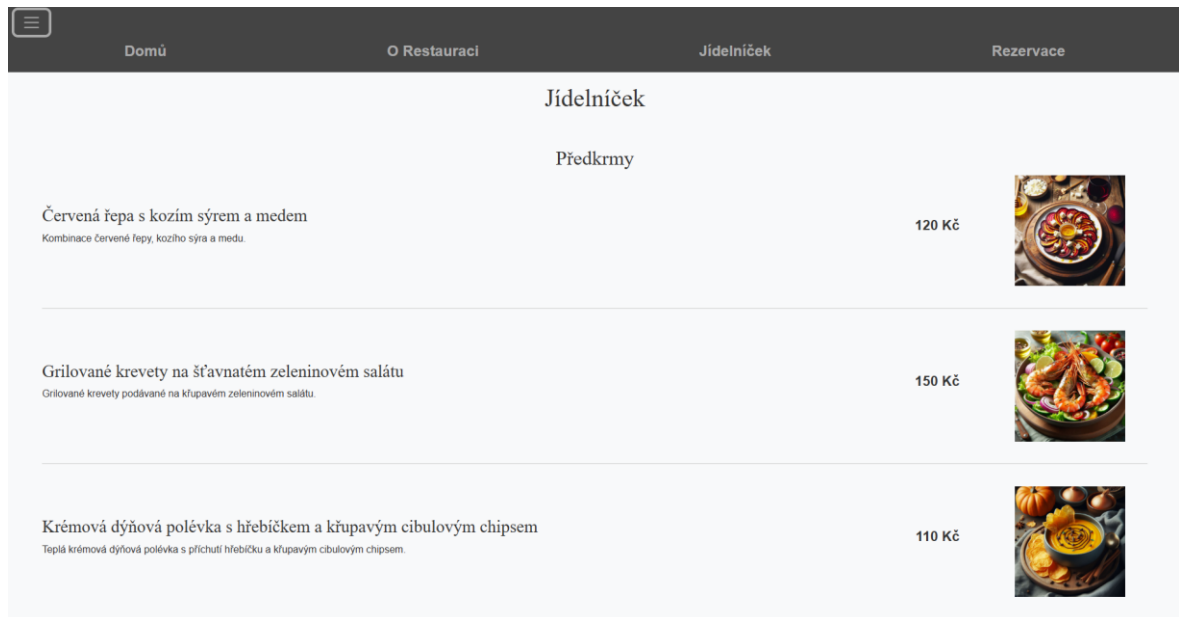 Domů O Restauraci Jídelníček Rezervace
Jídelníček
Předkrmy
Červená řepa s kozím sýrem a medem
Kombinace červené řepy, kozího sýra a medu.
120 Kč
Grilované krevety na šťavnatém zeleninovém salátu
Grilované krevety podávané na křupavém zeleninovém salátu.
150 Kč
Krémová dýňová polévka s hřebíčkem a křupavým cibulovým chipsem
Teplá krémová dýňová polévka s příchutí hřebíčku a křupavým cibulovým chipsem.
110 Kč